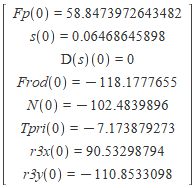 Fp(0) = 58.8473972643482
s(0) = 0.06468645898
D(s)(0) = 0
Frod(0) = −118.1777655
N(0) = −102.4839896
Tpri(0) = −7.173879273
r3x(0) = 90.53298794
r3y(0) = −110.8533098